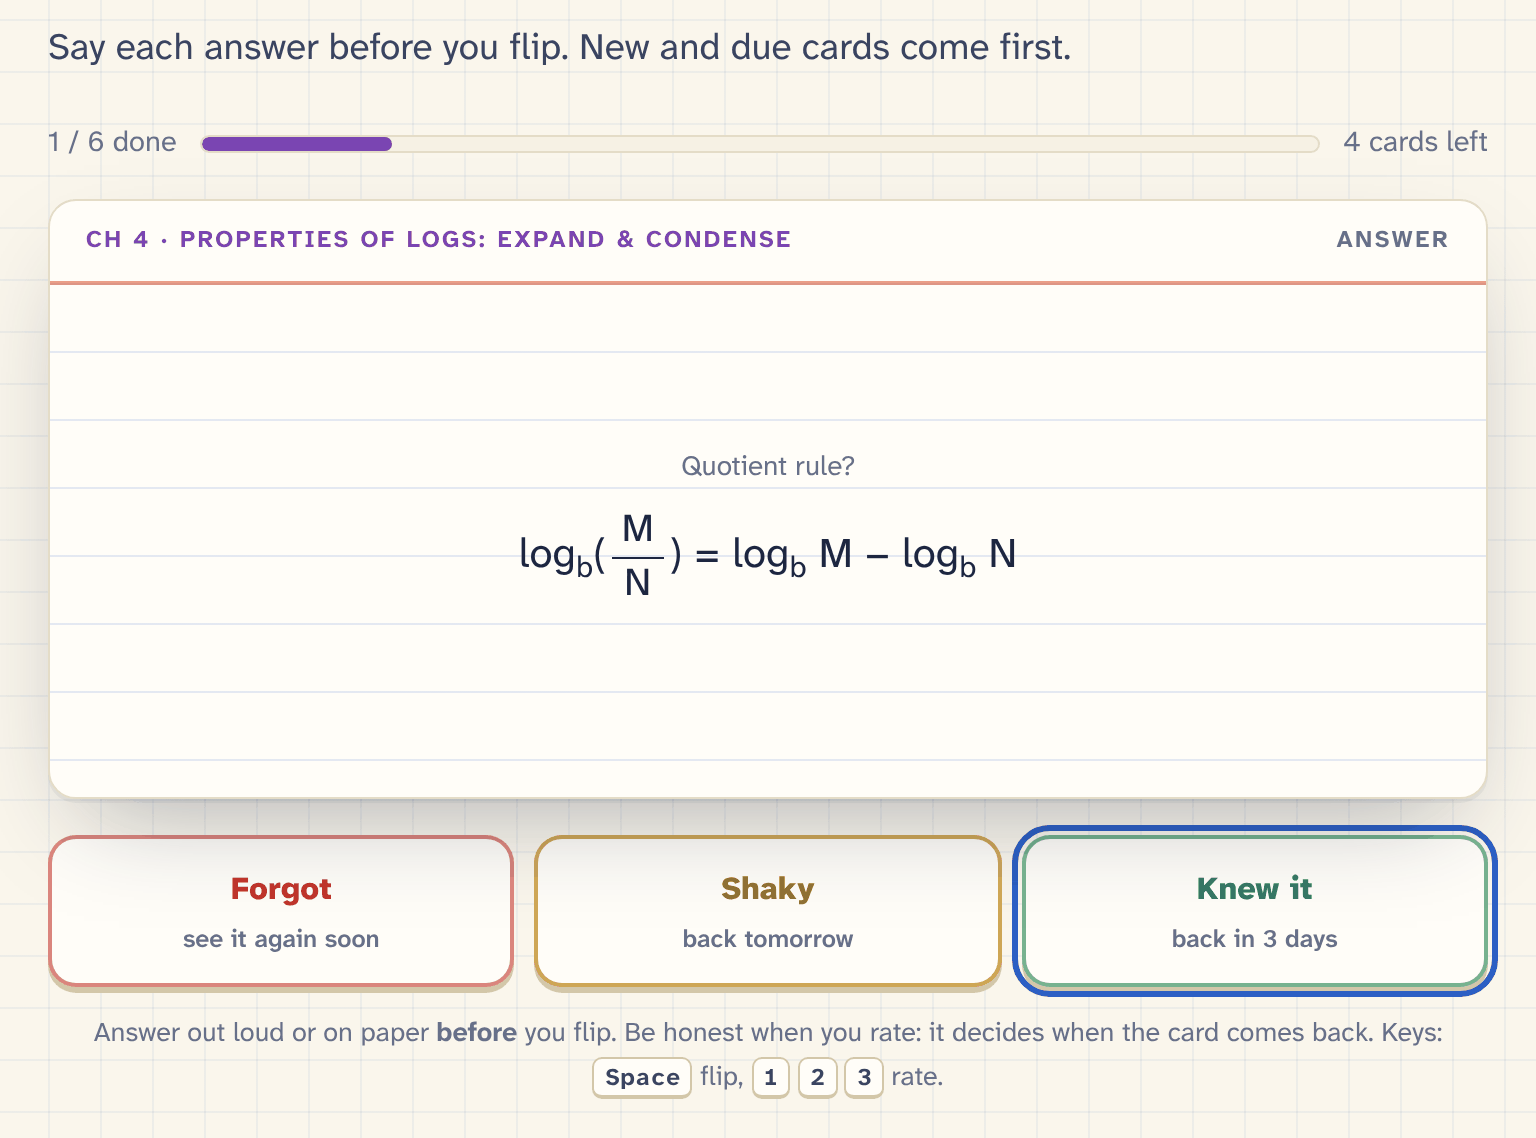 Say each answer before you flip. New and due cards come first.
1 / 6 done
4 cards left
CH 4 · PROPERTIES OF LOGS: EXPAND & CONDENSE
ANSWER
Quotient rule?
log_b(M/N) = log_b M − log_b N
Forgot
see it again soon
Shaky
back tomorrow
Knew it
back in 3 days
Answer out loud or on paper before you flip. Be honest when you rate: it decides when the card comes back. Keys:
Space flip, 1 2 3 rate.